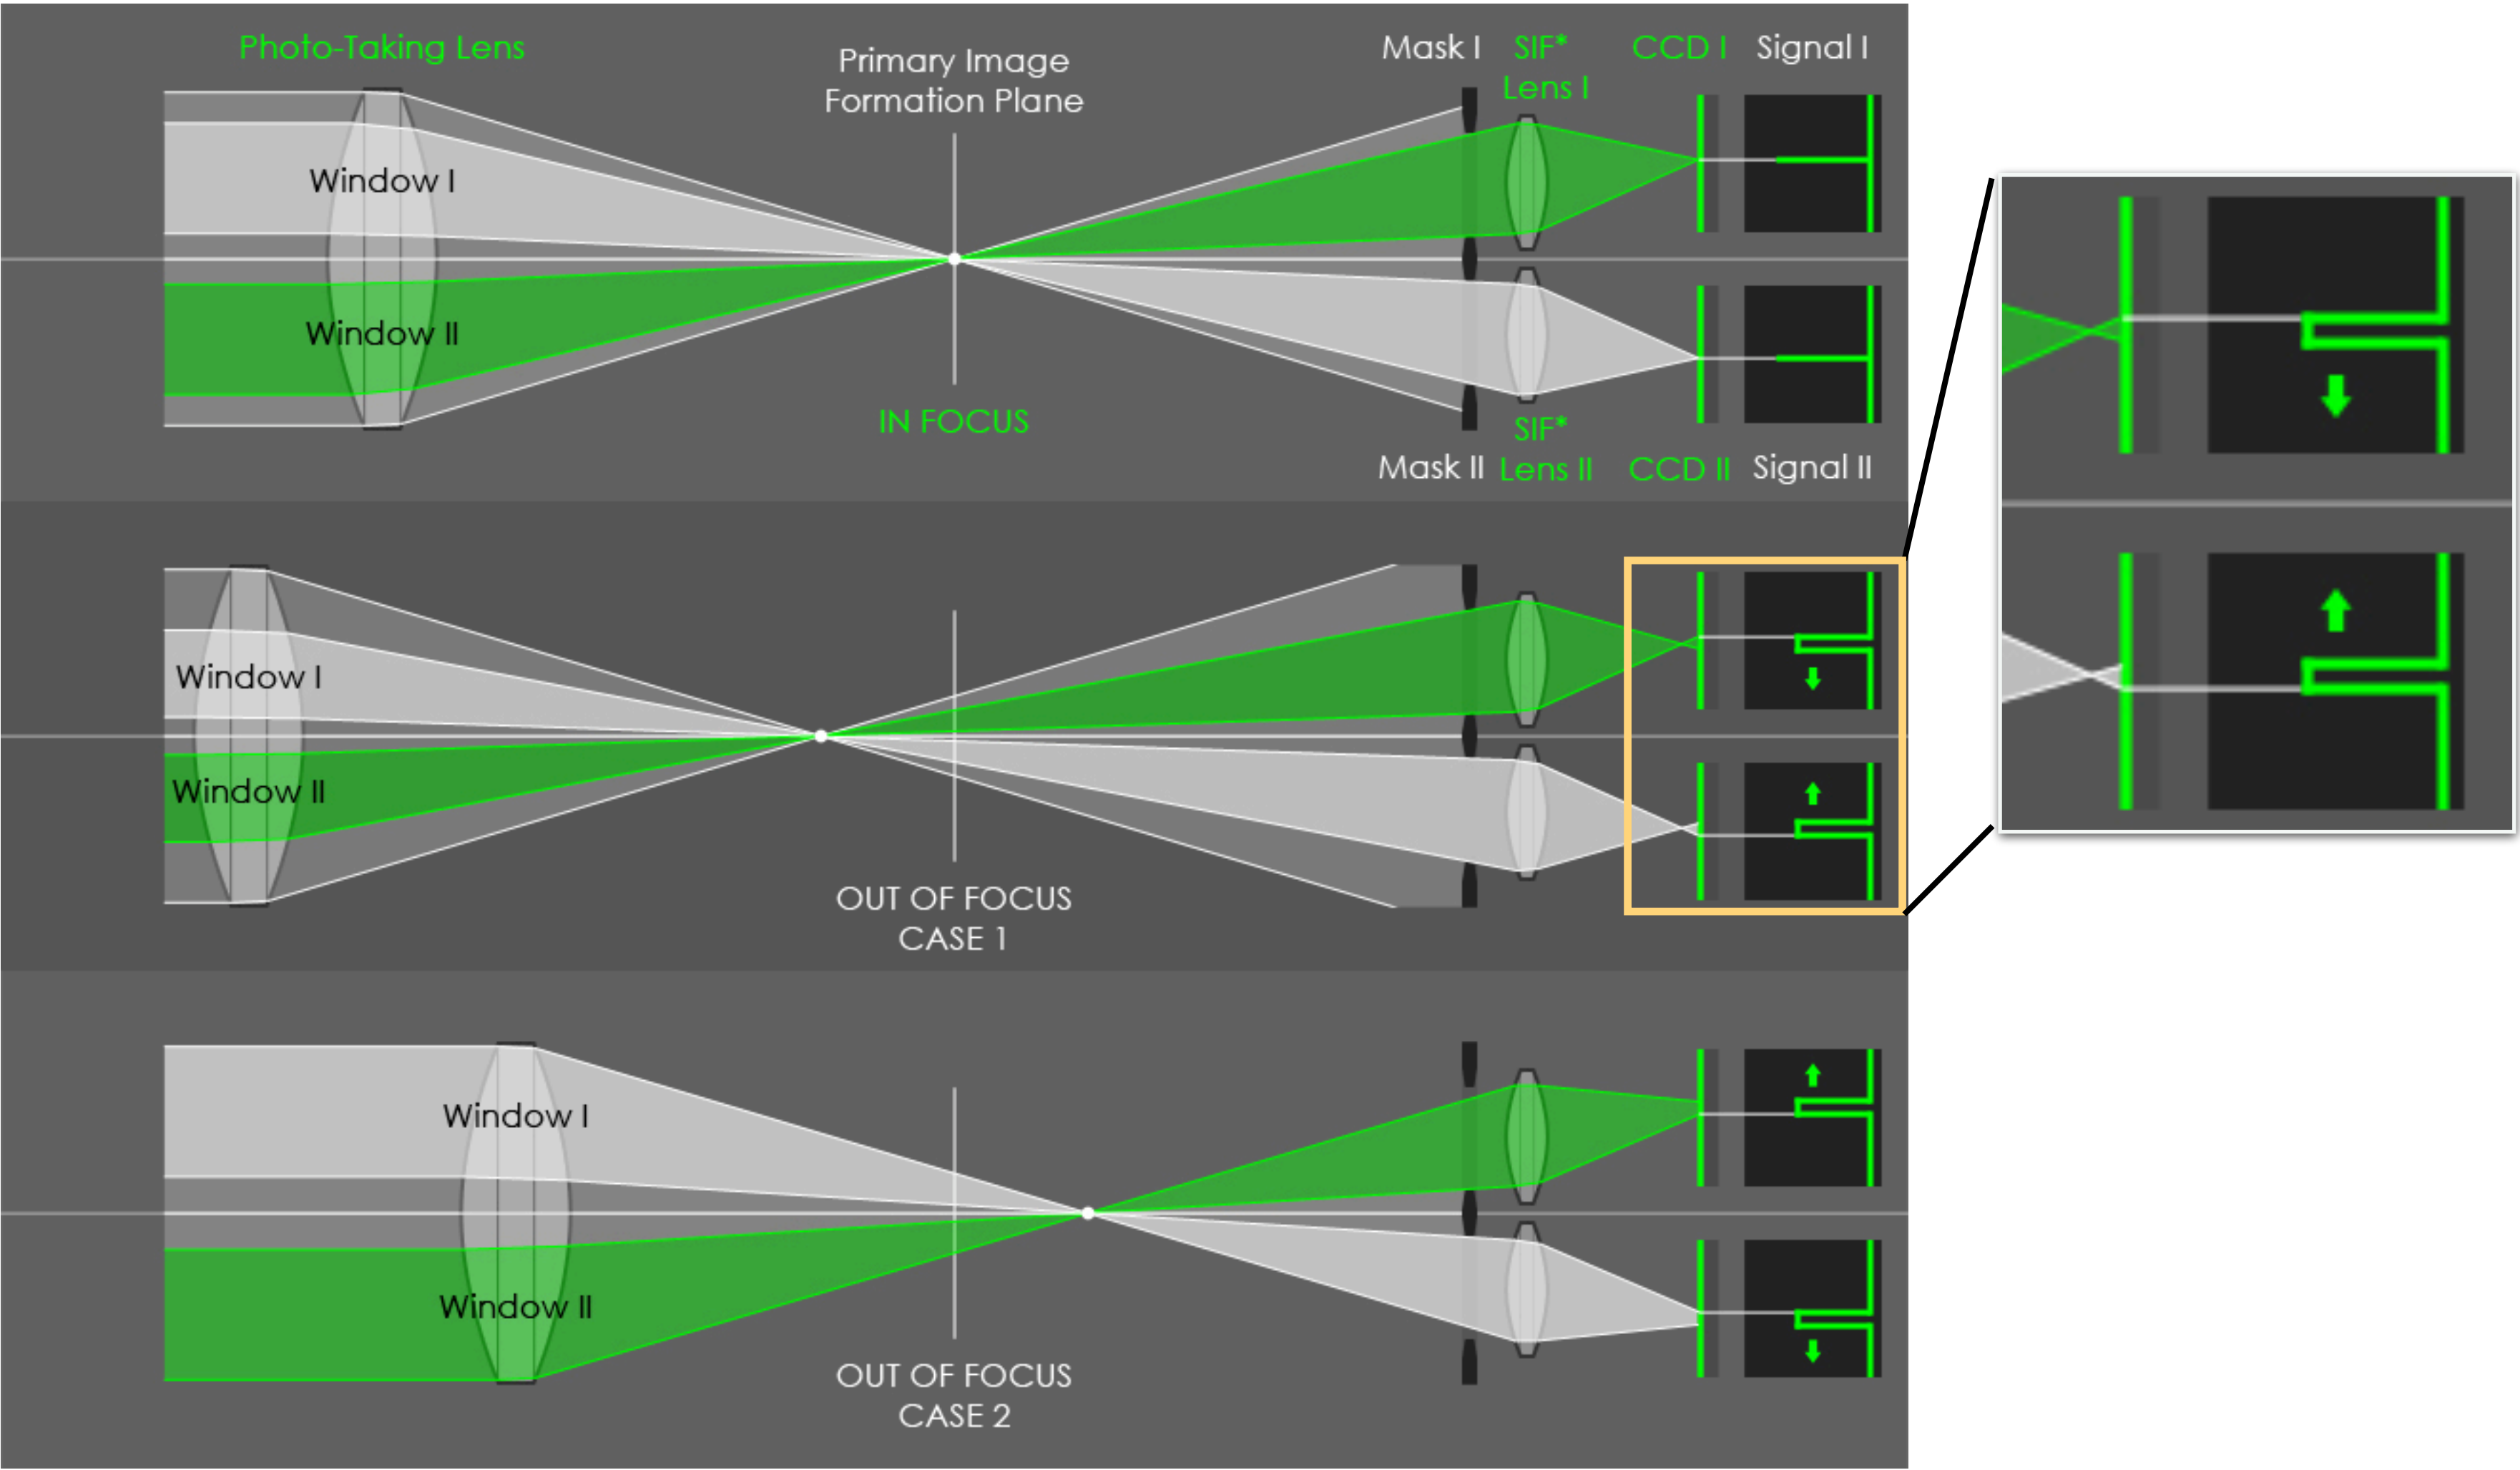 Photo-Taking Lens
Primary Image
Formation Plane
Mask I
SIF*
Lens I
CCD I
Signal I
Window I
Window II
IN FOCUS
SIF*
Mask II
Lens II
CCD II
Signal II
Window I
Window II
OUT OF FOCUS
CASE 1
Window I
Window II
OUT OF FOCUS
CASE 2